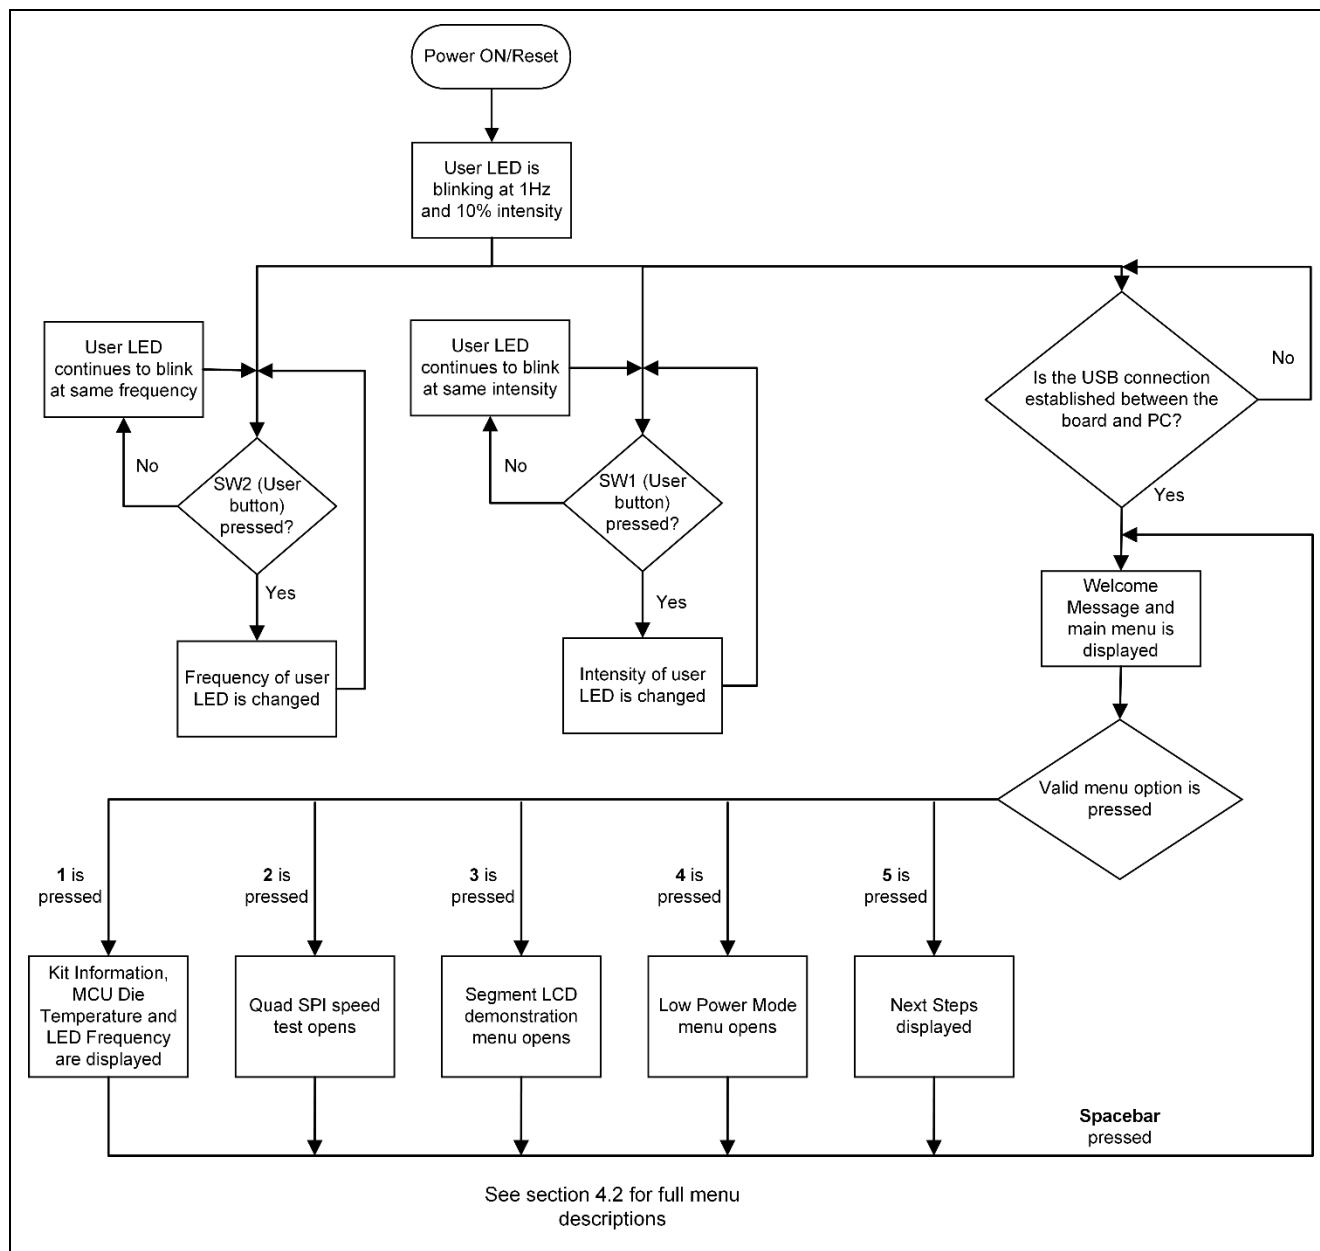 Power ON/Reset
User LED is
blinking at 1Hz
and 10% intensity
User LED
continues to blink
at same frequency
No
SW2 (User
button)
pressed?
Yes
Frequency of user
LED is changed
User LED
continues to blink
at same intensity
No
SW1 (User
button)
pressed?
Yes
Intensity of user
LED is changed
Is the USB connection
established between the
board and PC?
No
Yes
Welcome
Message and
main menu is
displayed
Valid menu option is
pressed
1 is
pressed
2 is
pressed
3 is
pressed
4 is
pressed
5 is
pressed
Kit Information,
MCU Die
Temperature and
LED Frequency
are displayed
Quad SPI speed
test opens
Segment LCD
demonstration
menu opens
Low Power Mode
menu opens
Next Steps
displayed
Spacebar
pressed
See section 4.2 for full menu
descriptions